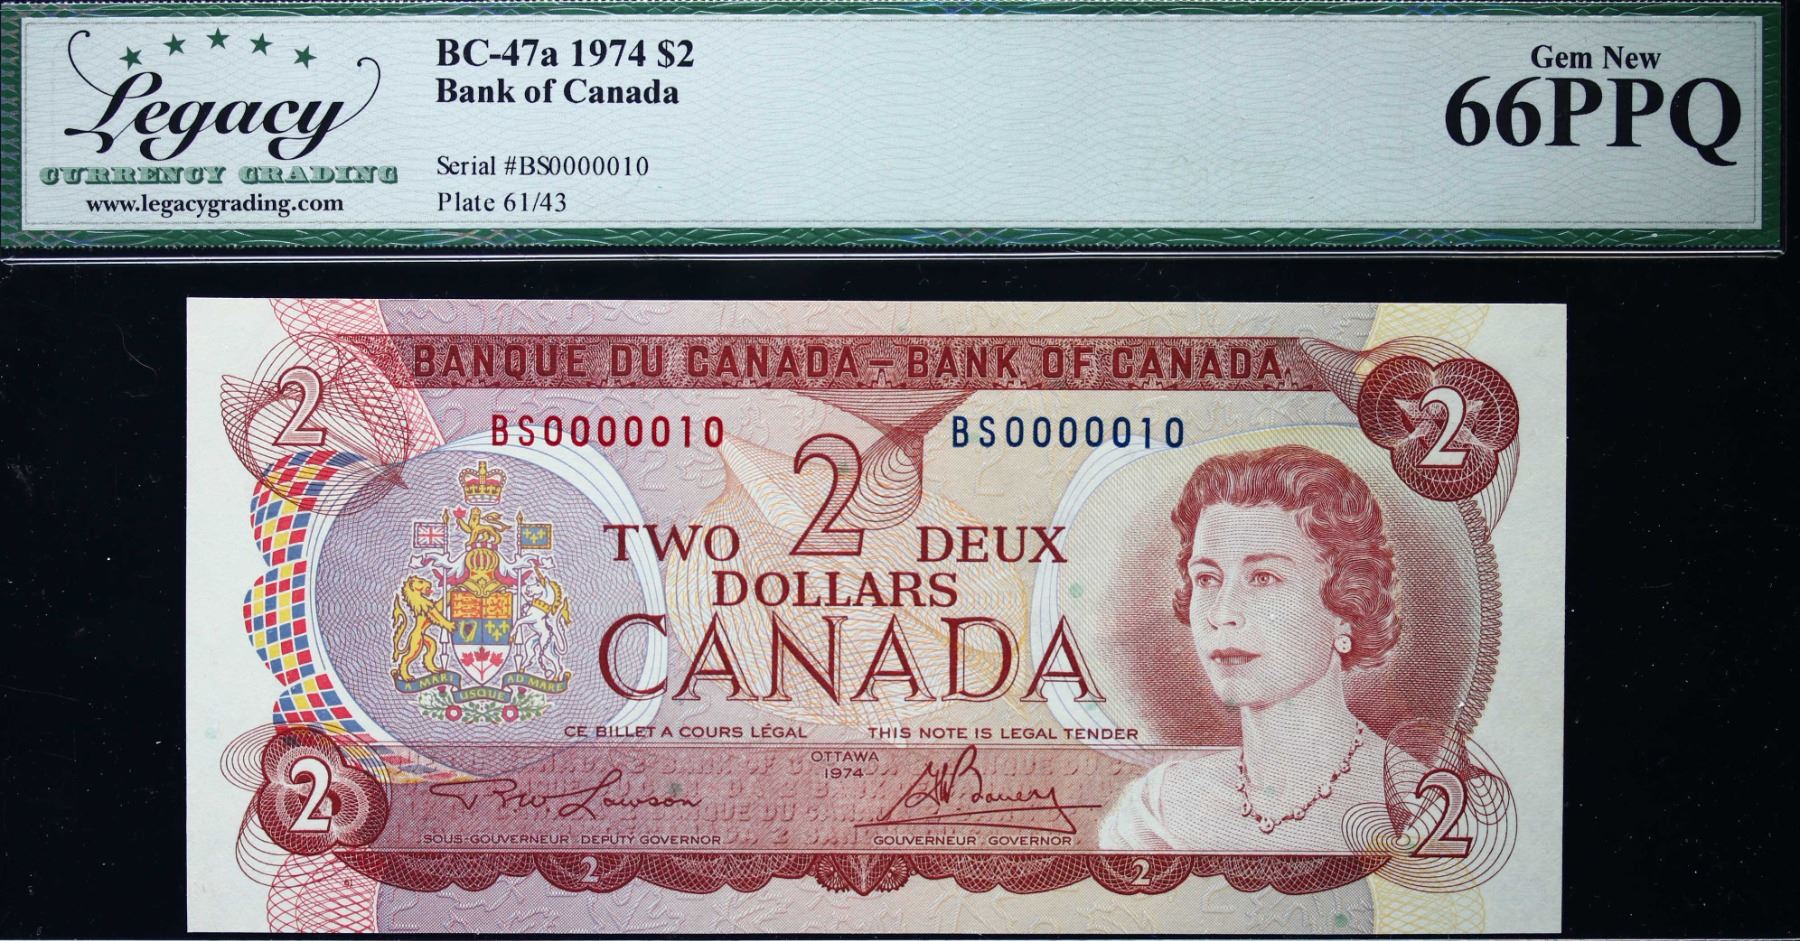 Legacy
CURRENCY GRADING
www.legacygrading.com
BC-47a 1974 $2
Bank of Canada
Serial #BS0000010
Plate 61/43
Gem New
66PPQ
BANQUE DU CANADA – BANK OF CANADA
2
2
BS0000010
BS0000010
2
TWO DEUX
DOLLARS
CANADA
A MARI USQUE AD MARE
CE BILLET A COURS LÉGAL
THIS NOTE IS LEGAL TENDER
OTTAWA
1974
R.W. Lawson
G.K. Bouey
SOUS-GOUVERNEUR DEPUTY GOVERNOR
GOUVERNEUR GOVERNOR
2
2
2
2